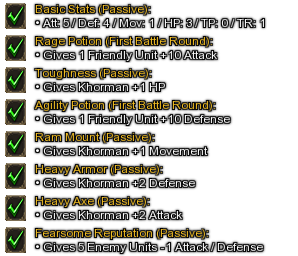 Basic Stats (Passive):
• Att: 5 / Def: 4 / Mov: 1 / HP: 3 / TP: 0 / TR: 1
Rage Potion (First Battle Round):
• Gives 1 Friendly Unit +10 Attack
Toughness (Passive):
• Gives Khorman +1 HP
Agility Potion (First Battle Round):
• Gives 1 Friendly Unit +10 Defense
Ram Mount (Passive):
• Gives Khorman +1 Movement
Heavy Armor (Passive):
• Gives Khorman +2 Defense
Heavy Axe (Passive):
• Gives Khorman +2 Attack
Fearsome Reputation (Passive):
• Gives 5 Enemy Units -1 Attack / Defense